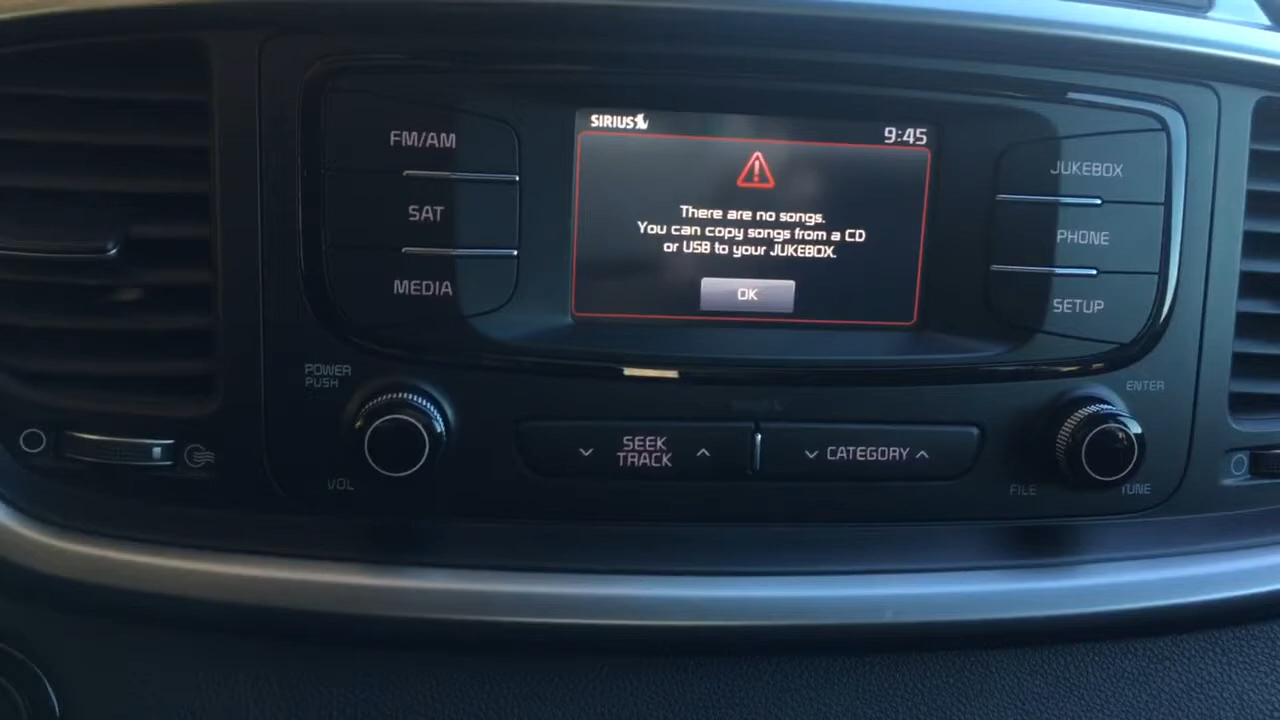 SIRIUS
9:45
There are no songs.
You can copy songs from a CD
or USB to your JUKEBOX.
OK
FM/AM
SAT
MEDIA
JUKEBOX
PHONE
SETUP
POWER
PUSH
VOL
SEEK
TRACK
CATEGORY
ENTER
FILE
TUNE